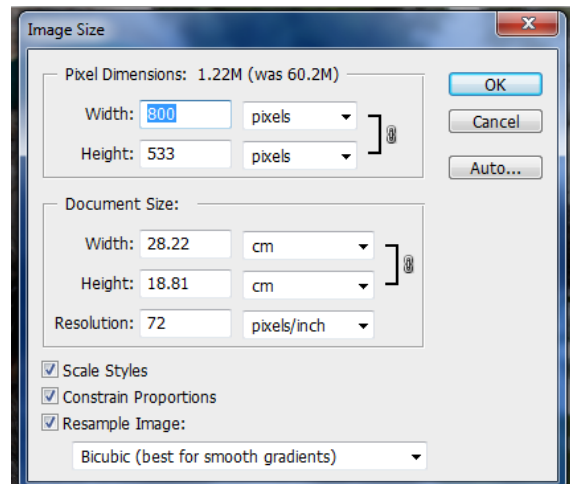 Image Size
Pixel Dimensions: 1.22M (was 60.2M)
OK
Width: 800 pixels
Cancel
Height: 533 pixels
Auto...
Document Size:
Width: 28.22 cm
Height: 18.81 cm
Resolution: 72 pixels/inch
Scale Styles
Constrain Proportions
Resample Image:
Bicubic (best for smooth gradients)